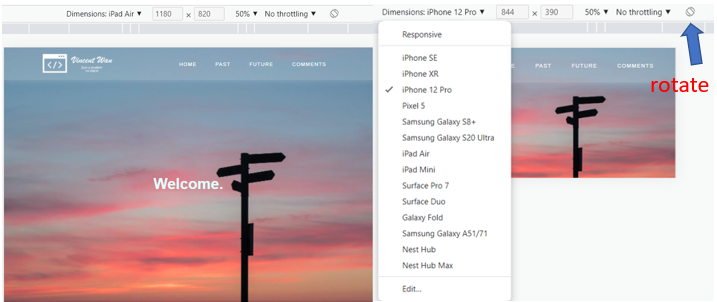 Dimensions: iPad Air ▼ 1180 × 820 50% ▼ No throttling ▼
Vincent Wan
HOME PAST FUTURE COMMENTS
Welcome.
Dimensions: iPhone 12 Pro ▼ 844 × 390 50% ▼ No throttling ▼
Responsive
iPhone SE
iPhone XR
iPhone 12 Pro
Pixel 5
Samsung Galaxy S8+
Samsung Galaxy S20 Ultra
iPad Air
iPad Mini
Surface Pro 7
Surface Duo
Galaxy Fold
Samsung Galaxy A51/71
Nest Hub
Nest Hub Max
Edit...
PAST FUTURE COMMENTS
rotate